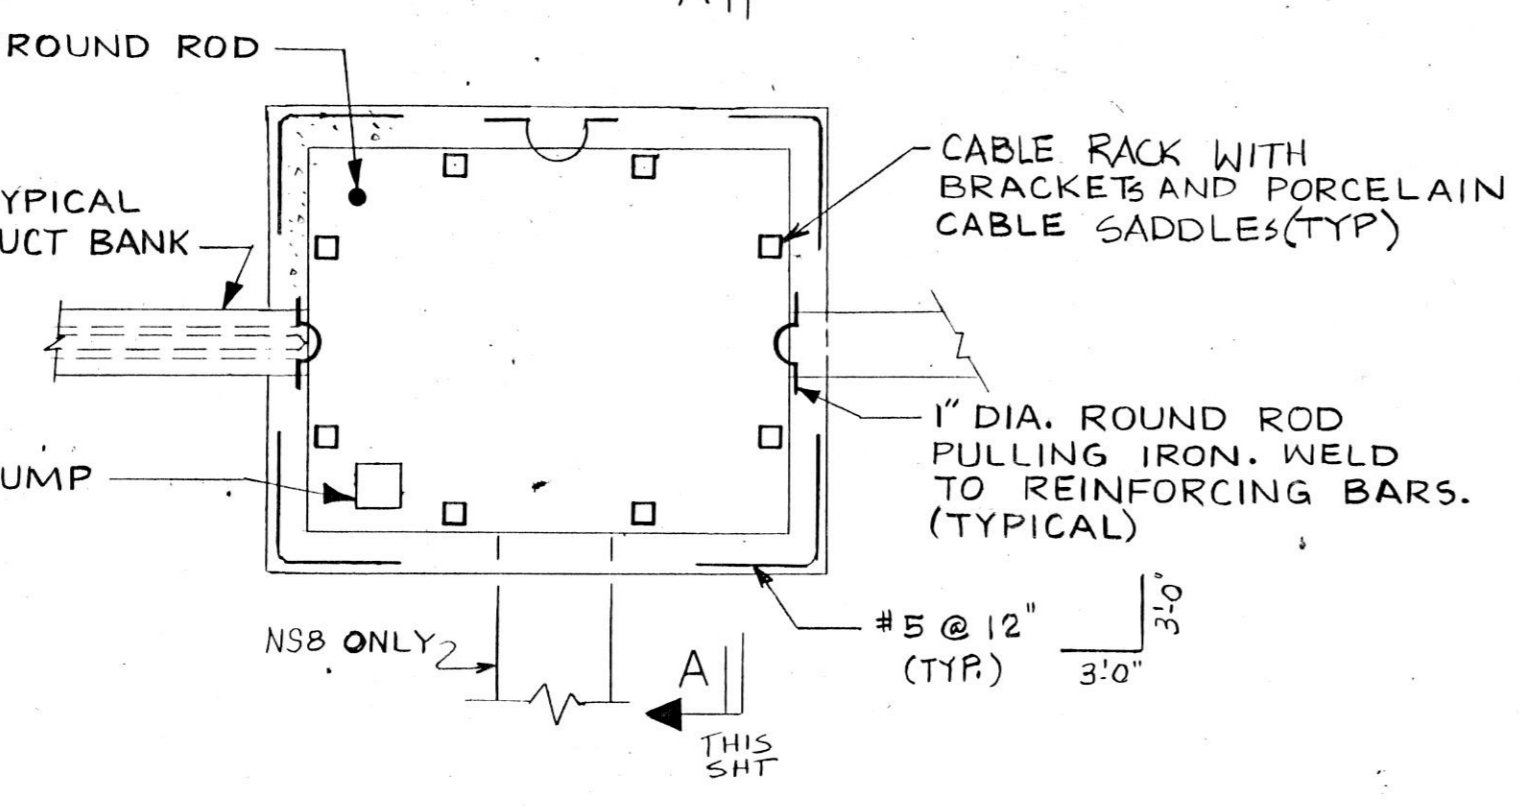 ROUND ROD
YPICAL
UCT BANK
UMP
CABLE RACK WITH
BRACKETS AND PORCELAIN
CABLE SADDLES(TYP)
1" DIA. ROUND ROD
PULLING IRON. WELD
TO REINFORCING BARS.
(TYPICAL)
#5 @ 12"
(TYP.)
3'-0"
3'-0"
NS8 ONLY
A
THIS
SHT